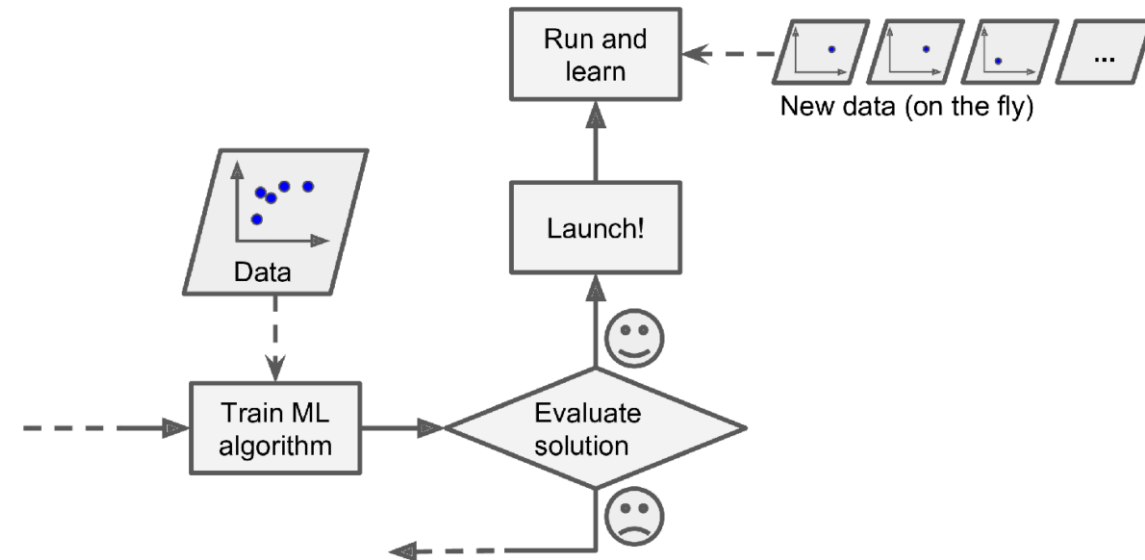 Run and
learn
...
New data (on the fly)
Launch!
Data
Train ML
algorithm
Evaluate
solution